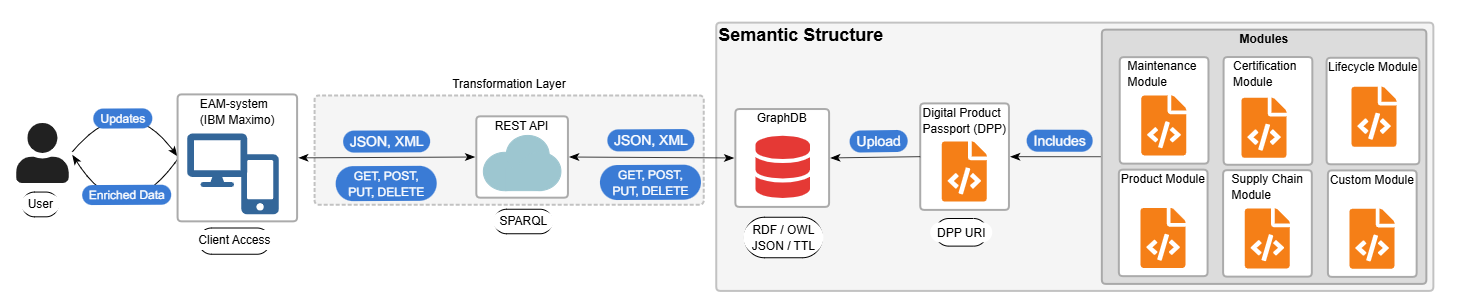 Semantic Structure
Modules
Transformation Layer
Updates
Enriched Data
User
EAM-system
(IBM Maximo)
Client Access
JSON, XML
GET, POST,
PUT, DELETE
REST API
SPARQL
JSON, XML
GET, POST,
PUT, DELETE
GraphDB
RDF / OWL
JSON / TTL
Upload
Digital Product
Passport (DPP)
DPP URI
Includes
Maintenance
Module
Certification
Module
Lifecycle Module
Product Module
Supply Chain
Module
Custom Module